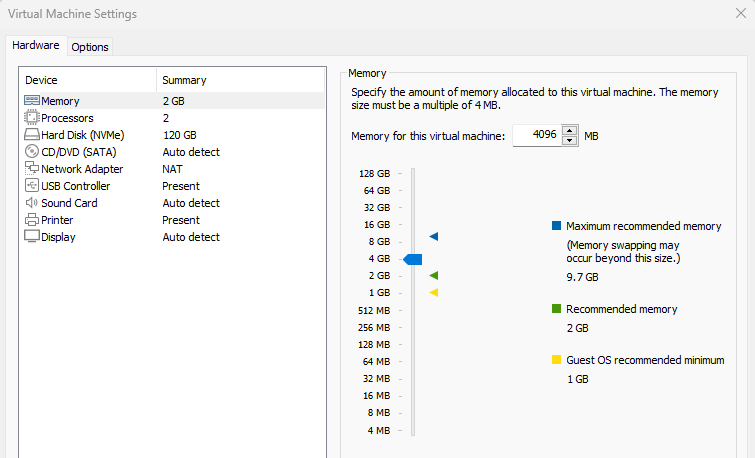 Virtual Machine Settings
Hardware Options
Device Summary
Memory 2 GB
Processors 2
Hard Disk (NVMe) 120 GB
CD/DVD (SATA) Auto detect
Network Adapter NAT
USB Controller Present
Sound Card Auto detect
Printer Present
Display Auto detect
Memory
Specify the amount of memory allocated to this virtual machine. The memory
size must be a multiple of 4 MB.
Memory for this virtual machine: 4096 MB
128 GB
64 GB
32 GB
16 GB
8 GB
4 GB
2 GB
1 GB
512 MB
256 MB
128 MB
64 MB
32 MB
16 MB
8 MB
4 MB
Maximum recommended memory
(Memory swapping may
occur beyond this size.)
9.7 GB
Recommended memory
2 GB
Guest OS recommended minimum
1 GB